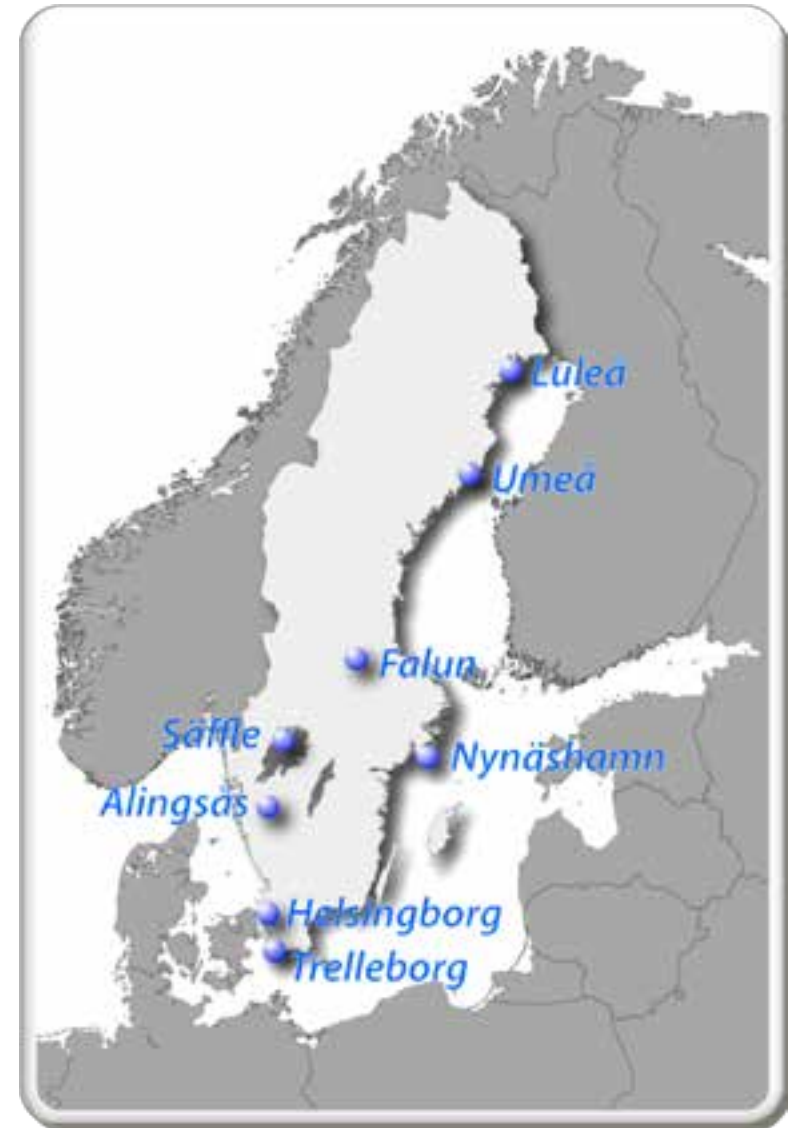 Luleå
Umeå
Falun
Säffle
Nynäshamn
Alingsås
Helsingborg
Trelleborg